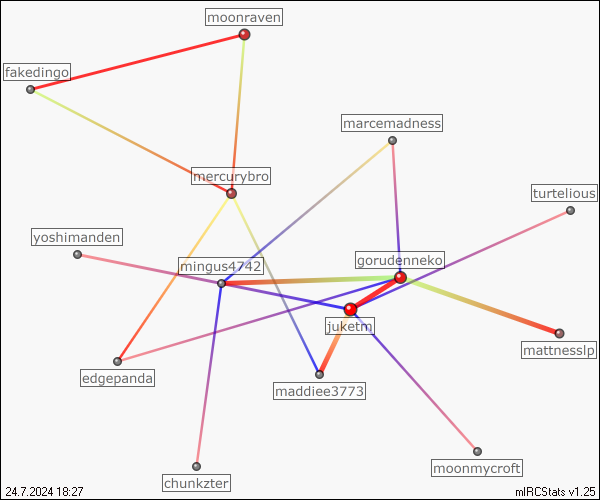 moonraven
fakedingo
marcemadness
mercurybro
turtelious
yoshimanden
gorudenneko
mingus4742
juketm
mattnesslp
edgepanda
maddiee3773
moonmycroft
chunkzter
24.7.2024 18:27
mIRCStats v1.25